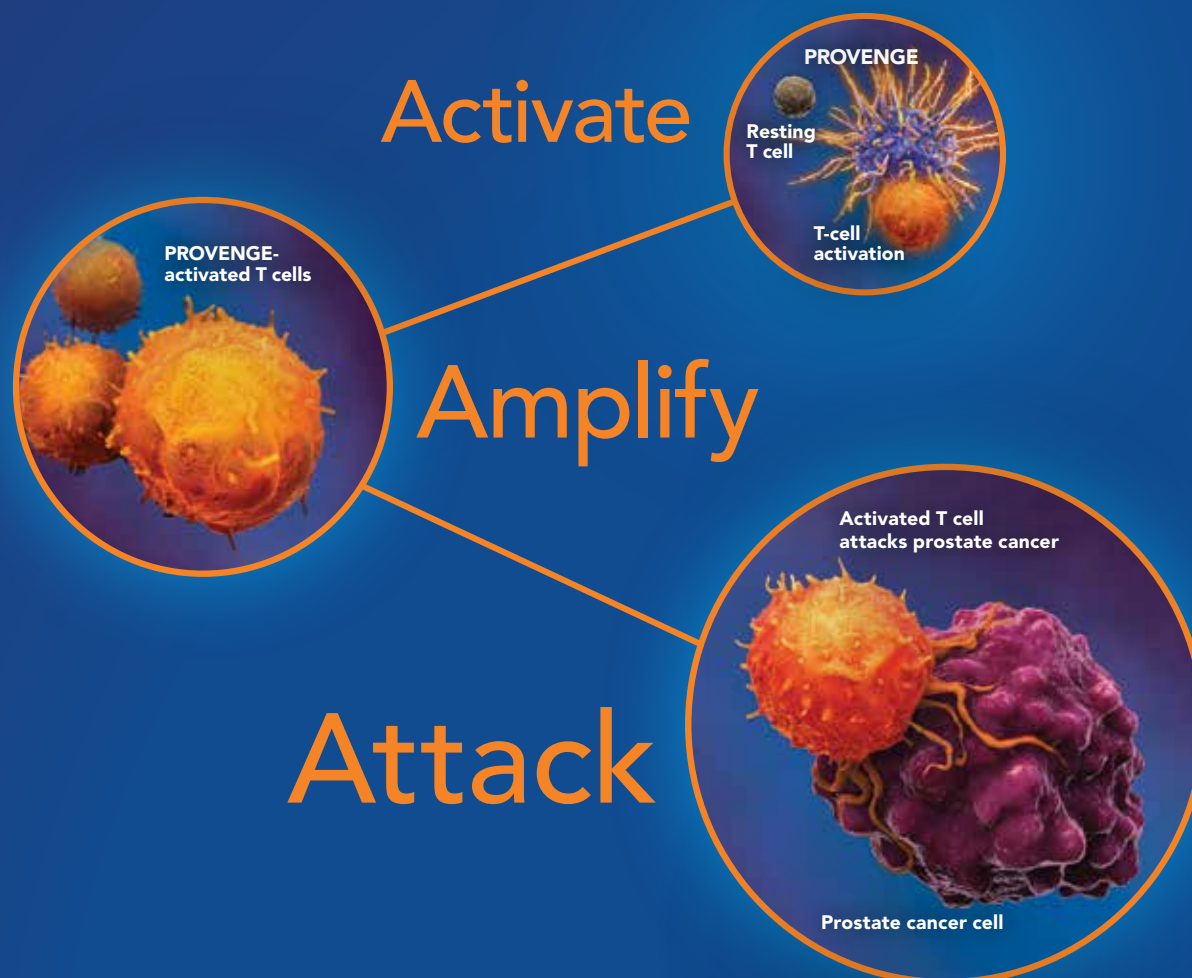 Activate
PROVENGE
Resting
T cell
T-cell
activation
PROVENGE-
activated T cells
Amplify
Activated T cell
attacks prostate cancer
Attack
Prostate cancer cell